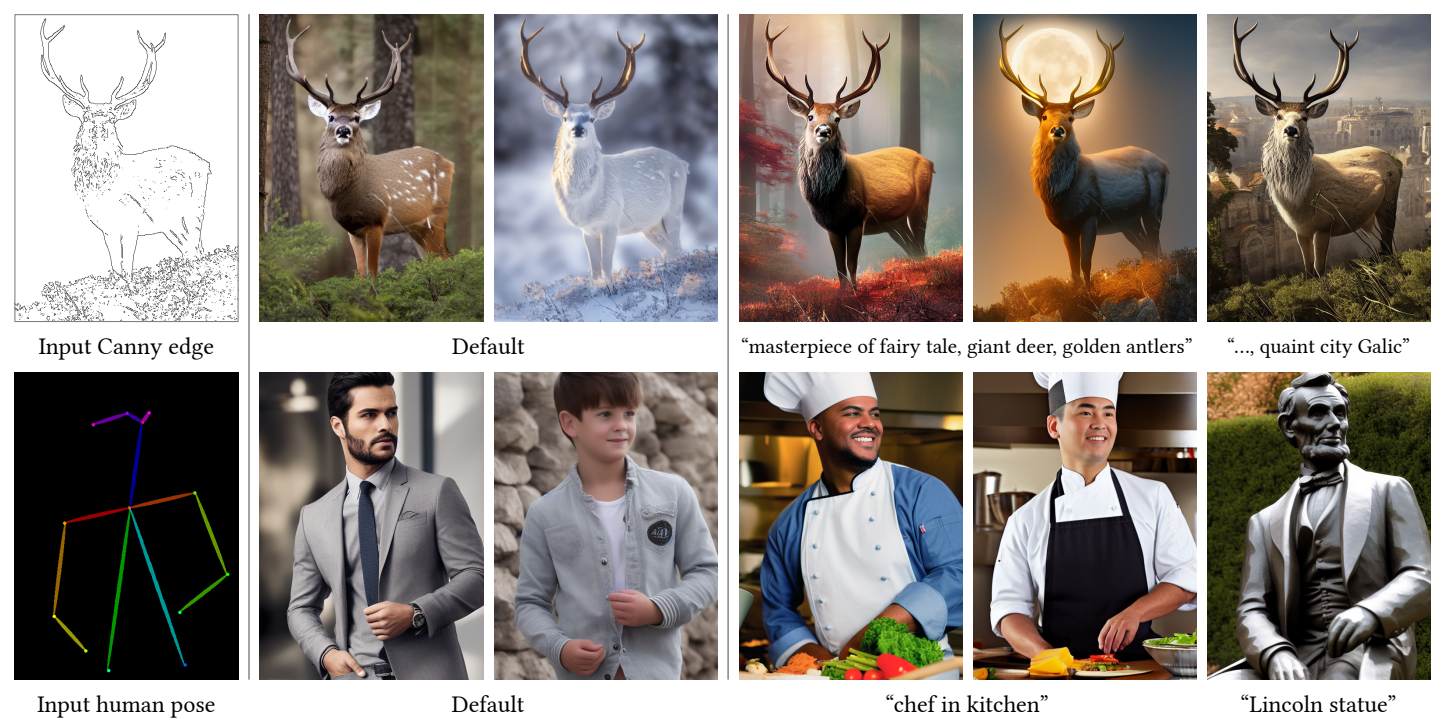 Input Canny edge
Default
“masterpiece of fairy tale, giant deer, golden antlers”
“..., quaint city Galic”
Input human pose
Default
“chef in kitchen”
“Lincoln statue”